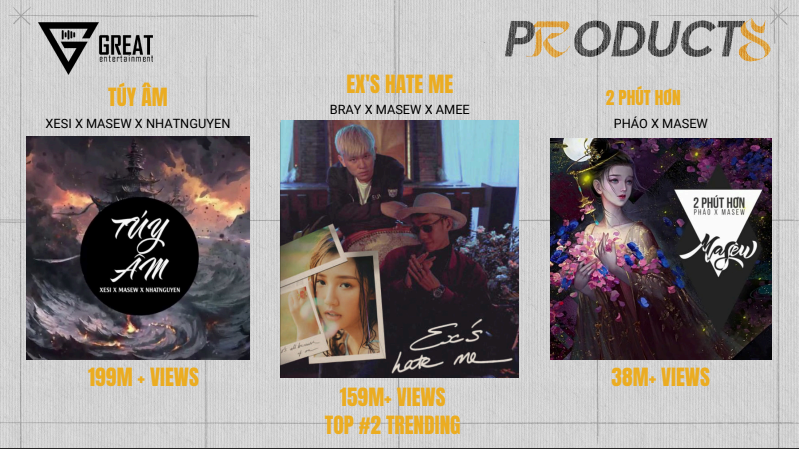 GREAT
entertainment
PRODUCTS
TÚY ÂM
XESI X MASEW X NHATNGUYEN
TÚY
ÂM
XESI X MASEW X NHATNGUYEN
199M + VIEWS
EX'S HATE ME
BRAY X MASEW X AMEE
Ex's
hate me
159M+ VIEWS
TOP #2 TRENDING
2 PHÚT HƠN
PHÁO X MASEW
2 PHÚT HƠN
PHÁO X MASEW
Masew
38M+ VIEWS